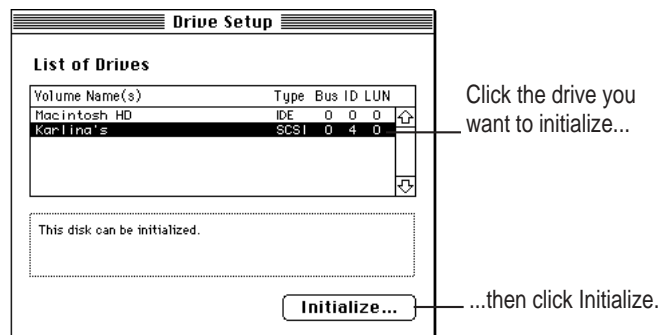 Drive Setup
List of Drives
Volume Name(s) Type Bus ID LUN
Macintosh HD IDE 0 0 0
Karlina's SCSI 0 4 0
This disk can be initialized.
Initialize...
Click the drive you
want to initialize...
...then click Initialize.